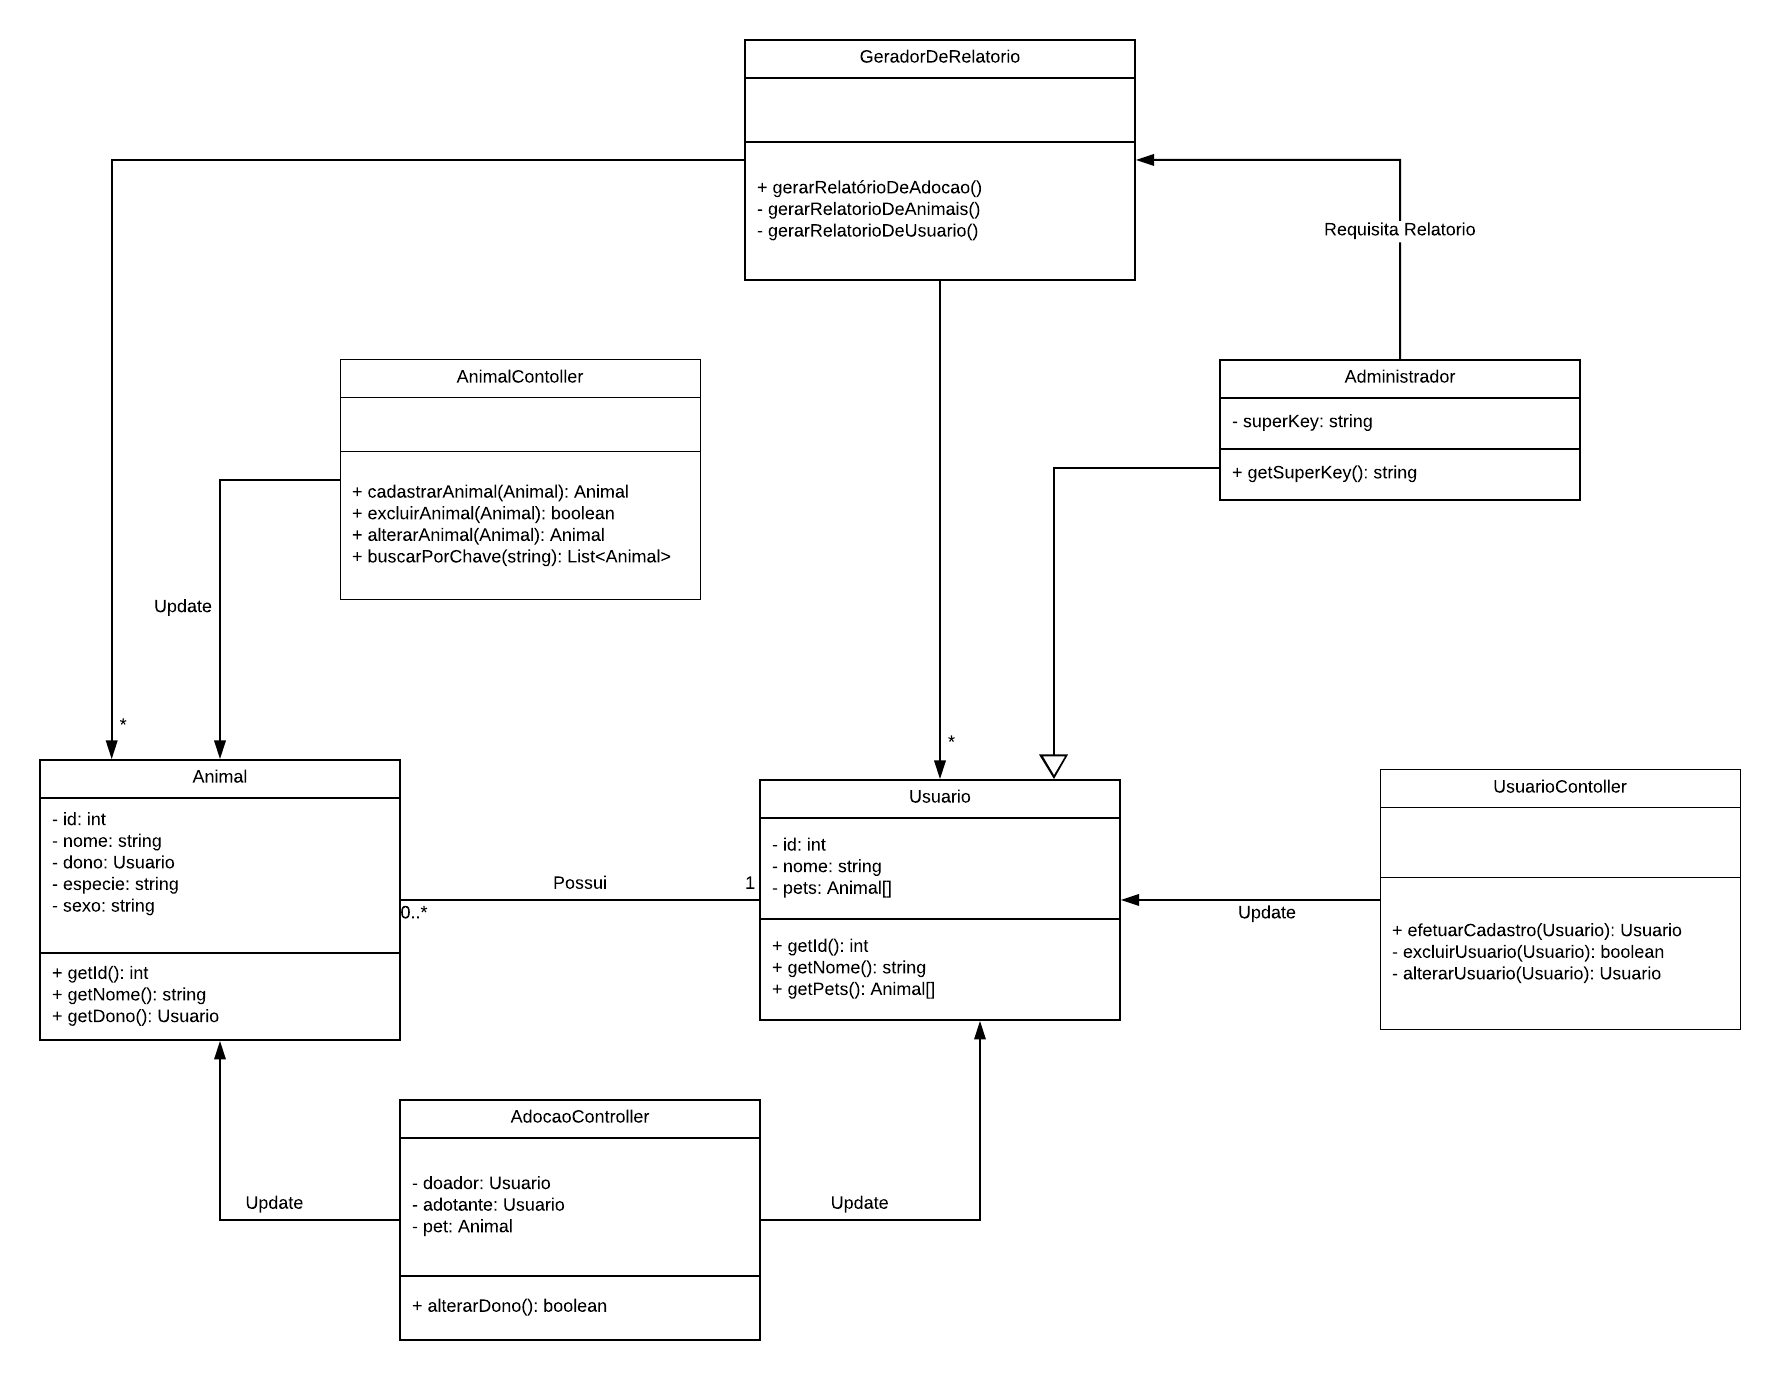 GeradorDeRelatorio
+ gerarRelatórioDeAdocao()
- gerarRelatorioDeAnimais()
- gerarRelatorioDeUsuario()
Requisita Relatorio
AnimalContoller
+ cadastrarAnimal(Animal): Animal
+ excluirAnimal(Animal): boolean
+ alterarAnimal(Animal): Animal
+ buscarPorChave(string): List<Animal>
Administrador
- superKey: string
+ getSuperKey(): string
Update
*
*
Animal
- id: int
- nome: string
- dono: Usuario
- especie: string
- sexo: string
+ getId(): int
+ getNome(): string
+ getDono(): Usuario
Possui
1
0..*
Usuario
- id: int
- nome: string
- pets: Animal[]
+ getId(): int
+ getNome(): string
+ getPets(): Animal[]
Update
UsuarioContoller
+ efetuarCadastro(Usuario): Usuario
- excluirUsuario(Usuario): boolean
- alterarUsuario(Usuario): Usuario
Update
AdocaoController
- doador: Usuario
- adotante: Usuario
- pet: Animal
+ alterarDono(): boolean
Update